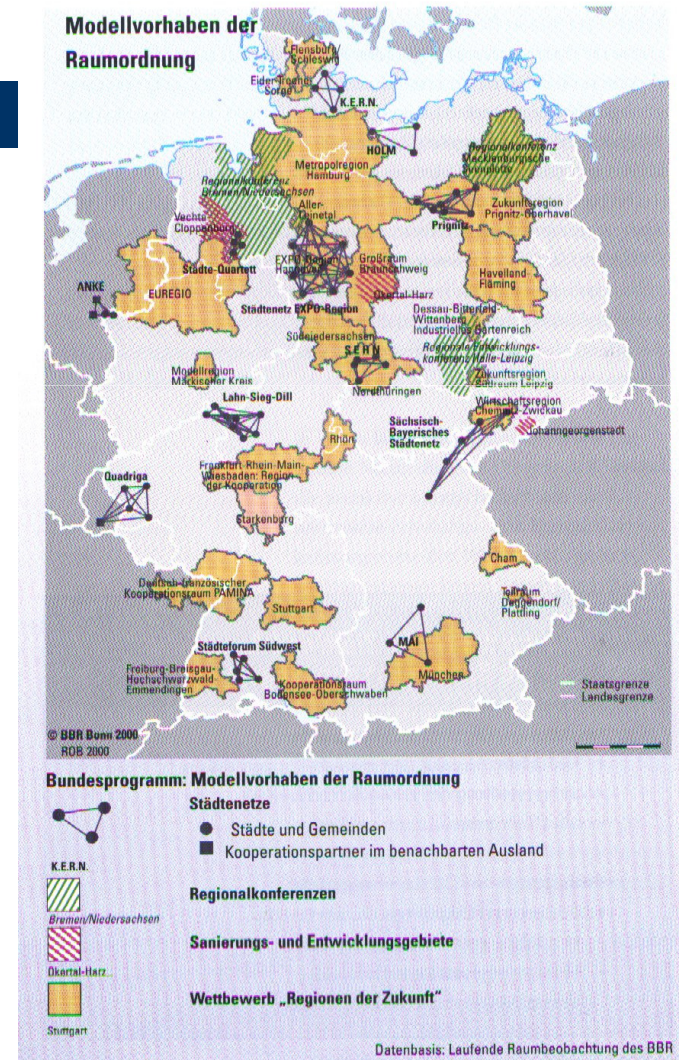 Modellvorhaben der
Raumordnung
Flensburg/
Schleswig
Eider-Treene-
Sorge
K.E.R.N.
HOLM
Regionalkonferenz
Mecklenburgische
Seenplatte
Metropolregion
Hamburg
Regionalkonferenz
Bremen/Niedersachsen
Aller-
Leinetal
Zukunftsregion
Prignitz-Oberhavel
Prignitz
Vechta
Cloppenburg
Städte-Quartett
EXPO-Region
Hannover
Großraum
Braunschweig
Havelland-
Fläming
ANKE
EUREGIO
Okertal-Harz
Städtenetz EXPO-Region
Dessau-Bitterfeld-
Wittenberg
Industrielles Gartenreich
Südniedersachsen
S.E.H.N
Regionale Entwicklungs-
konferenz Halle-Leipzig
Modellregion
Märkischer Kreis
Nordthüringen
Zukunftsregion
Südraum Leipzig
Lahn-Sieg-Dill
Wirtschaftsregion
Chemnitz-Zwickau
Sächsisch-
Bayerisches
Städtenetz
Johanngeorgenstadt
Rhön
Frankfurt-Rhein-Main-
Wiesbaden: Region
der Kooperation
Quadriga
Starkenburg
Cham
Deutsch-französischer
Kooperationsraum PAMINA
Stuttgart
Teilraum
Deggendorf/
Plattling
Städteforum Südwest
MAI
Freiburg-Breisgau-
Hochschwarzwald-
Emmendingen
Kooperationsraum
Bodensee-Oberschwaben
München
Staatsgrenze
Landesgrenze
© BBR Bonn 2000
ROB 2000
Bundesprogramm: Modellvorhaben der Raumordnung
Städtenetze
Städte und Gemeinden
Kooperationspartner im benachbarten Ausland
K.E.R.N.
Regionalkonferenzen
Bremen/Niedersachsen
Sanierungs- und Entwicklungsgebiete
Okertal-Harz
Wettbewerb „Regionen der Zukunft“
Stuttgart
Datenbasis: Laufende Raumbeobachtung des BBR